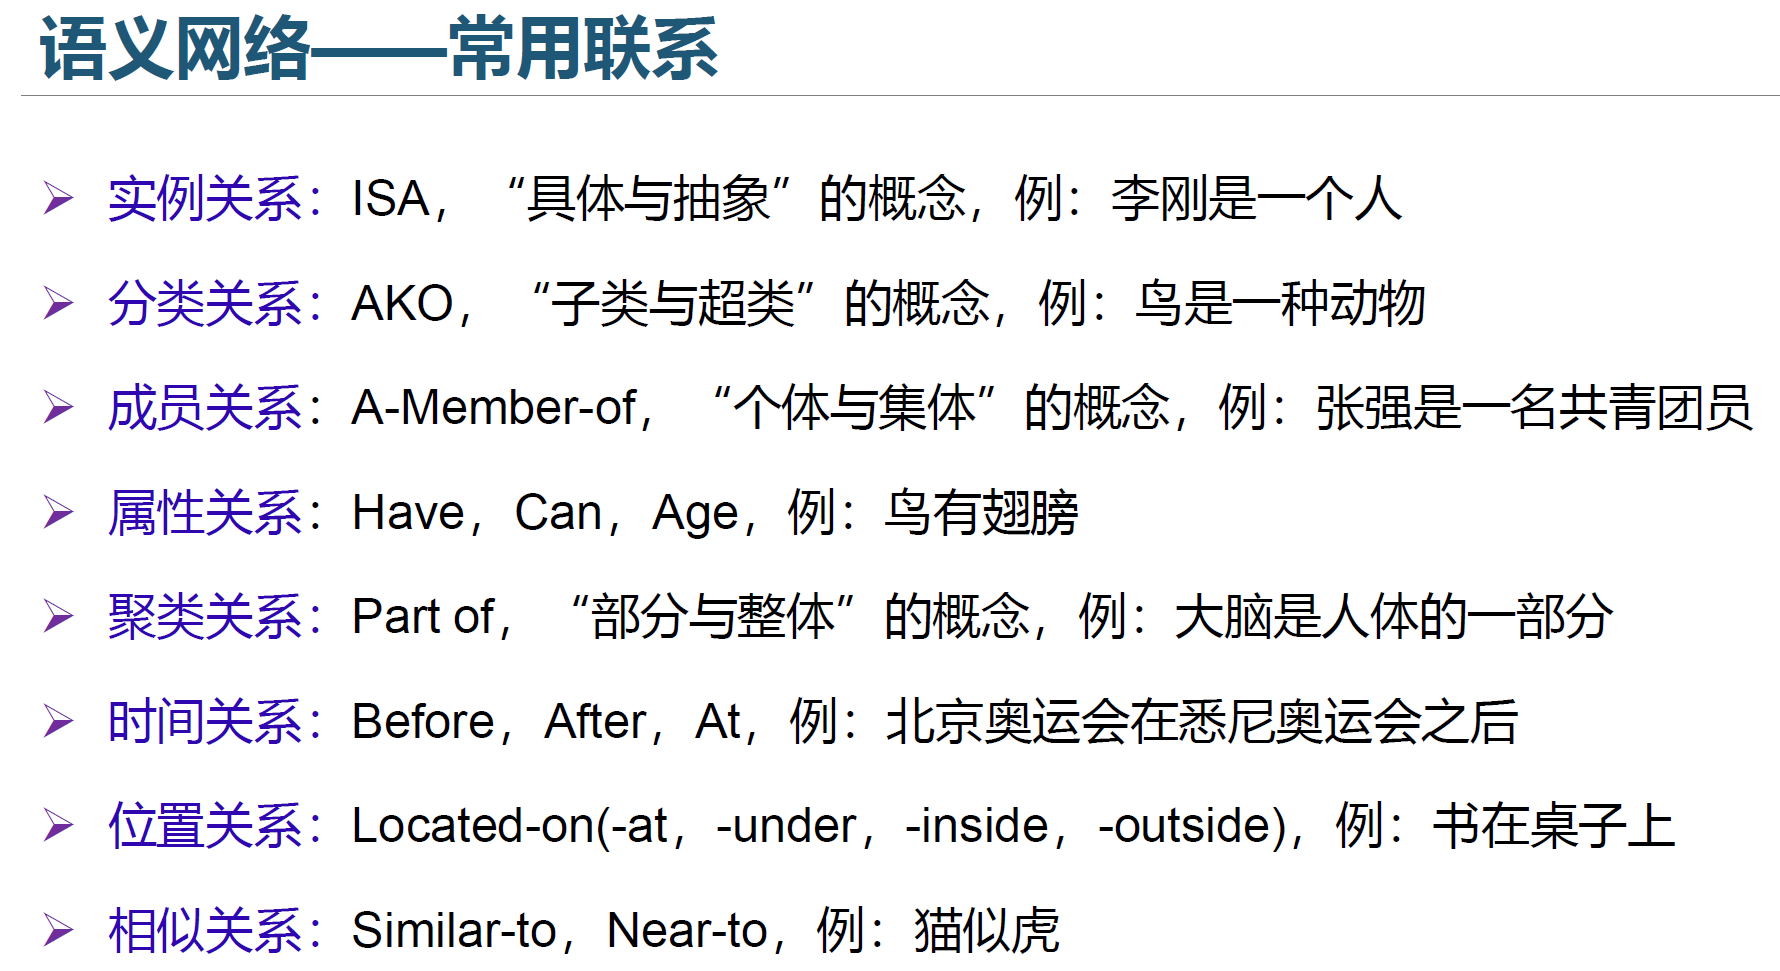 语义网络——常用联系
实例关系：ISA，“具体与抽象”的概念，例：李刚是一个人
分类关系：AKO，“子类与超类”的概念，例：鸟是一种动物
成员关系：A-Member-of，“个体与集体”的概念，例：张强是一名共青团员
属性关系：Have，Can，Age，例：鸟有翅膀
聚类关系：Part of，“部分与整体”的概念，例：大脑是人体的一部分
时间关系：Before，After，At，例：北京奥运会在悉尼奥运会之后
位置关系：Located-on(-at，-under，-inside，-outside)，例：书在桌子上
相似关系：Similar-to，Near-to，例：猫似虎